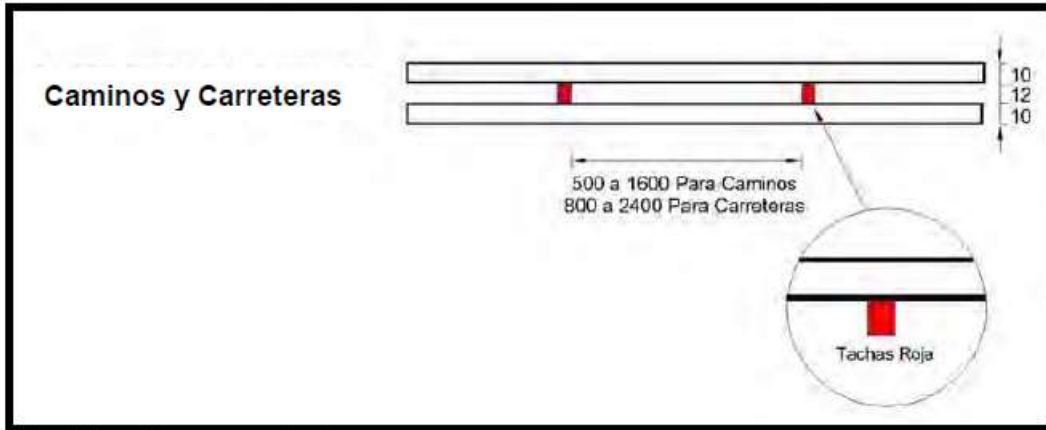 Caminos y Carreteras
10
12
10
500 a 1600 Para Caminos
800 a 2400 Para Carreteras
Tachas Roja